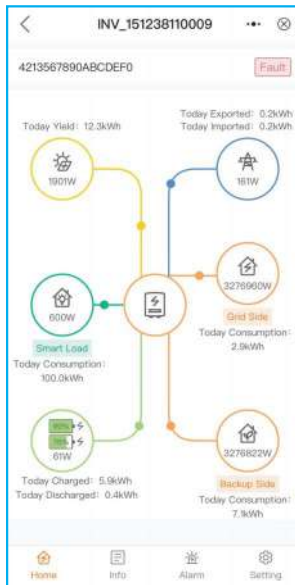 INV_151238110009
4213567890ABCDEF0
Fault
Today Exported: 0.2kWh
Today Yield: 12.3kWh
Today Imported: 0.2kWh
1901W
161W
600W
3276960W
Smart Load
Grid Side
Today Consumption:
100.0kWh
Today Consumption:
2.9kWh
61W
3276822W
Today Charged: 5.9kWh
Today Discharged: 0.4kWh
Backup Side
Today Consumption:
7.1kWh
Home
Info
Alarm
Setting